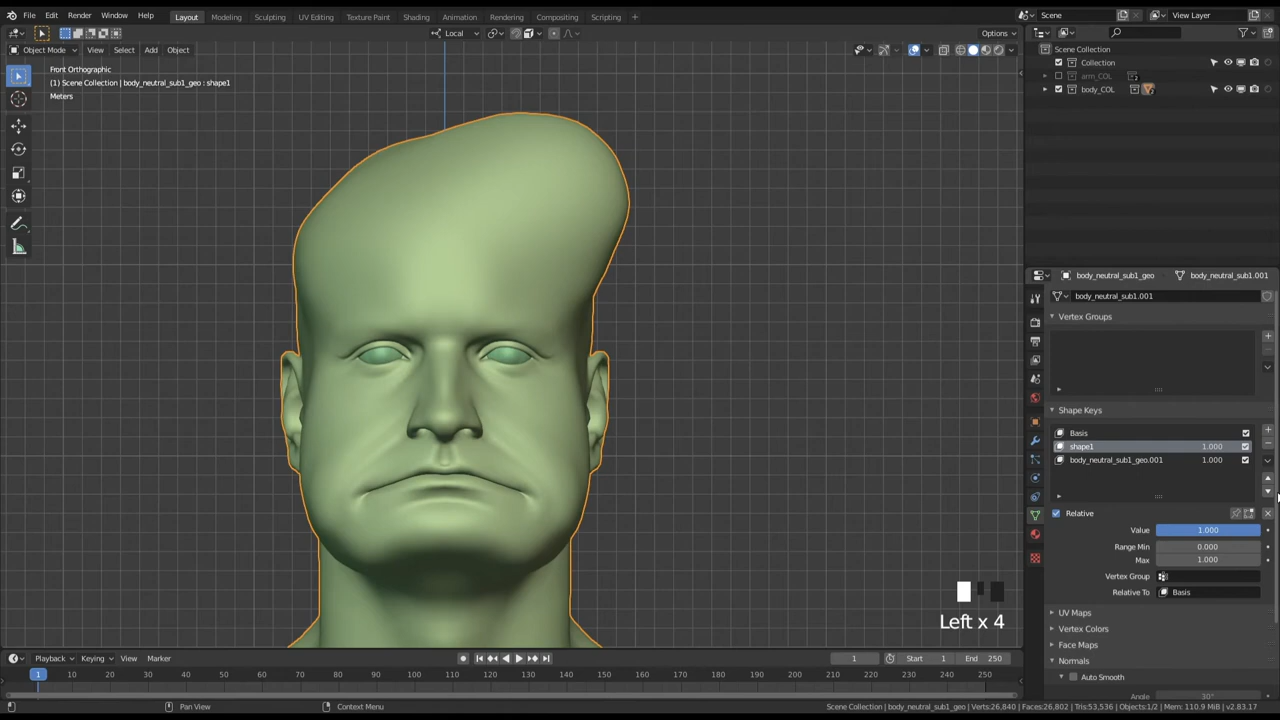 File Edit Render Window Help Layout Modeling Sculpting UV Editing Texture Paint Shading Animation Rendering Compositing Scripting + Scene View Layer
Local Options
Object Mode View Select Add Object
Front Orthographic
(1) Scene Collection | body_neutral_sub1_geo : shape1
Meters
Scene Collection
Collection
arm_COL
body_COL
body_neutral_sub1_geo body_neutral_sub1.001
body_neutral_sub1.001
Vertex Groups
Shape Keys
Basis
shape1 1.000
body_neutral_sub1_geo.001 1.000
Relative
Value 1.000
Range Min 0.000
Max 1.000
Vertex Group
Relative To Basis
UV Maps
Vertex Colors
Face Maps
Normals
Auto Smooth
Angle 30°
Left x 4
Playback Keying View Marker 1 Start 1 End 250
1 10 20 30 40 50 60 70 80 90 100 110 120 130 140 150 160 170 180 190 200 210 220 230 240 250
Pan View Context Menu Scene Collection | body_neutral_sub1_geo | Verts:26,840 | Faces:26,802 | Tris:53,536 | Objects:1/2 | Mem: 110.9 MiB | v2.83.17